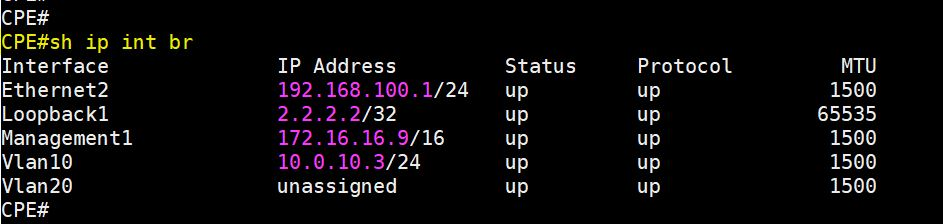 CPE#
CPE#sh ip int br
Interface IP Address Status Protocol MTU
Ethernet2 192.168.100.1/24 up up 1500
Loopback1 2.2.2.2/32 up up 65535
Management1 172.16.16.9/16 up up 1500
Vlan10 10.0.10.3/24 up up 1500
Vlan20 unassigned up up 1500
CPE#